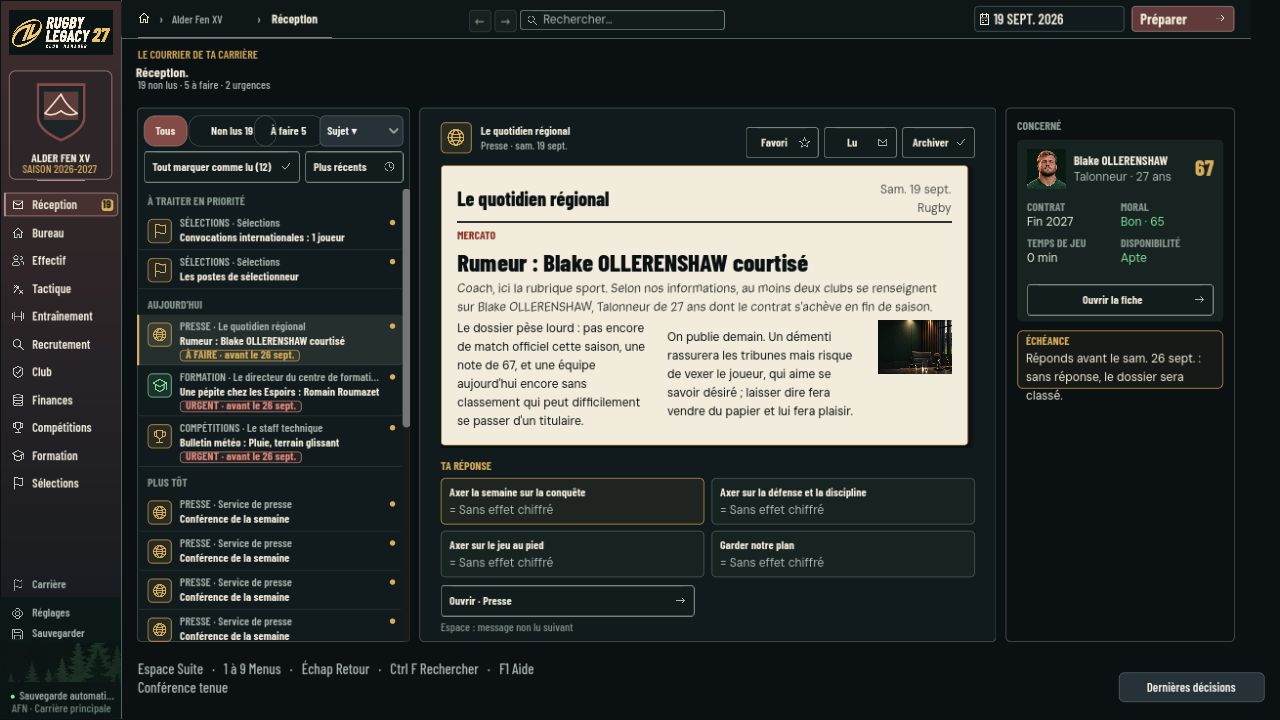 RUGBY
LEGACY 27
CLUB MANAGER
ALDER FEN XV
SAISON 2026-2027
Réception
19
Bureau
Effectif
Tactique
Entraînement
Recrutement
Club
Finances
Compétitions
Formation
Sélections
Carrière
Réglages
Sauvegarder
Sauvegarde automati...
AFN · Carrière principale
› Alder Fen XV › Réception
← →
Rechercher...
19 SEPT. 2026
Préparer →
LE COURRIER DE TA CARRIÈRE
Réception.
19 non lus · 5 à faire · 2 urgences
Tous
Non lus 19
À faire 5
Sujet ▾
Tout marquer comme lu (12)
Plus récents
À TRAITER EN PRIORITÉ
SÉLECTIONS · Sélections
Convocations internationales : 1 joueur
SÉLECTIONS · Sélections
Les postes de sélectionneur
AUJOURD'HUI
PRESSE · Le quotidien régional
Rumeur : Blake OLLERENSHAW courtisé
À FAIRE · avant le 26 sept.
FORMATION · Le directeur du centre de formati...
Une pépite chez les Espoirs : Romain Roumazet
URGENT · avant le 26 sept.
COMPÉTITIONS · Le staff technique
Bulletin météo : Pluie, terrain glissant
URGENT · avant le 26 sept.
PLUS TÔT
PRESSE · Service de presse
Conférence de la semaine
PRESSE · Service de presse
Conférence de la semaine
PRESSE · Service de presse
Conférence de la semaine
PRESSE · Service de presse
Conférence de la semaine
Le quotidien régional
Presse · sam. 19 sept.
Favori
Lu
Archiver
Le quotidien régional
Sam. 19 sept.
Rugby
MERCATO
Rumeur : Blake OLLERENSHAW courtisé
Coach, ici la rubrique sport. Selon nos informations, au moins deux clubs se renseignent
sur Blake OLLERENSHAW, Talonneur de 27 ans dont le contrat s'achève en fin de saison.
Le dossier pèse lourd : pas encore
de match officiel cette saison, une
note de 67, et une équipe
aujourd'hui encore sans
classement qui peut difficilement
se passer d'un titulaire.
On publie demain. Un démenti
rassurera les tribunes mais risque
de vexer le joueur, qui aime se
savoir désiré ; laisser dire fera
vendre du papier et lui fera plaisir.
TA RÉPONSE
Axer la semaine sur la conquête
= Sans effet chiffré
Axer sur la défense et la discipline
= Sans effet chiffré
Axer sur le jeu au pied
= Sans effet chiffré
Garder notre plan
= Sans effet chiffré
Ouvrir · Presse →
Espace : message non lu suivant
CONCERNÉ
Blake OLLERENSHAW
Talonneur · 27 ans
67
CONTRAT
Fin 2027
MORAL
Bon · 65
TEMPS DE JEU
0 min
DISPONIBILITÉ
Apte
Ouvrir la fiche →
ÉCHÉANCE
Réponds avant le sam. 26 sept. :
sans réponse, le dossier sera
classé.
Espace Suite · 1 à 9 Menus · Échap Retour · Ctrl F Rechercher · F1 Aide
Conférence tenue
Dernières décisions